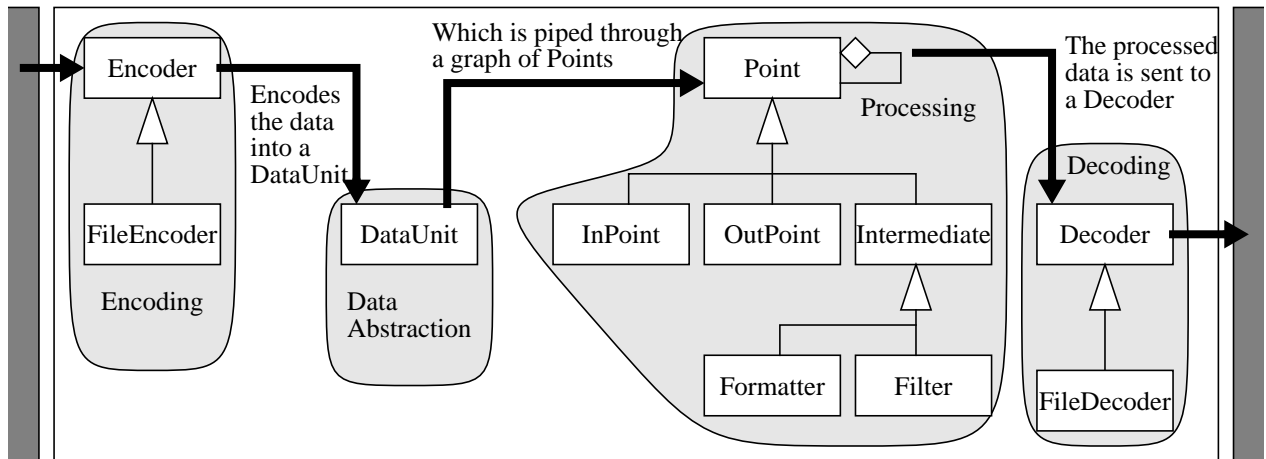 Encoder
FileEncoder
Encoding
Encodes
the data
into a
DataUnit
DataUnit
Data
Abstraction
Which is piped through
a graph of Points
Point
Processing
InPoint
OutPoint
Intermediate
Formatter
Filter
The processed
data is sent to
a Decoder
Decoding
Decoder
FileDecoder